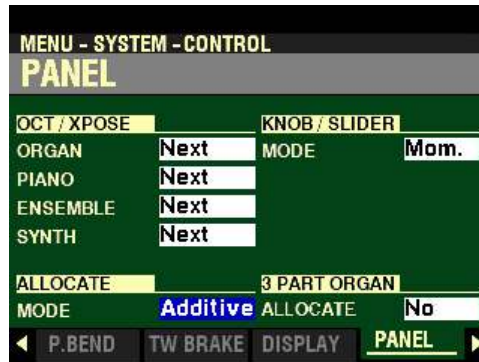 MENU - SYSTEM - CONTROL
PANEL
OCT / XPOSE KNOB / SLIDER
ORGAN Next MODE Mom.
PIANO Next
ENSEMBLE Next
SYNTH Next
ALLOCATE 3 PART ORGAN
MODE Additive ALLOCATE No
P.BEND TW BRAKE DISPLAY PANEL